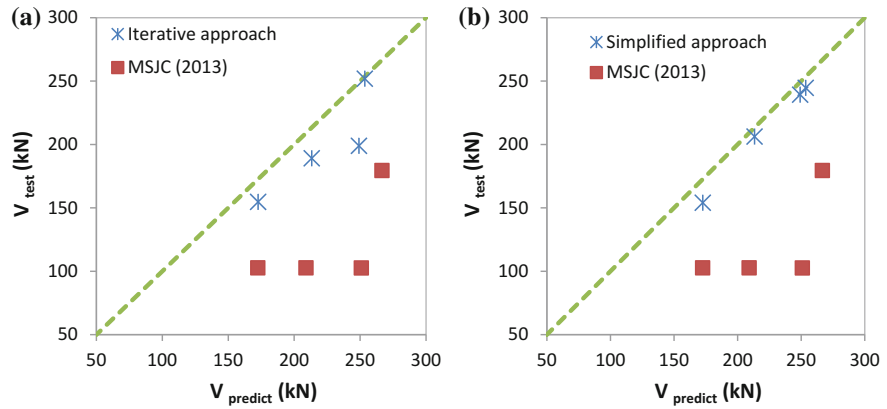 (a)
300
250
200
150
100
50
V test (kN)
Iterative approach
MSJC (2013)
50 100 150 200 250 300
V predict (kN)
(b)
300
250
200
150
100
50
V test (kN)
Simplified approach
MSJC (2013)
50 100 150 200 250 300
V predict (kN)